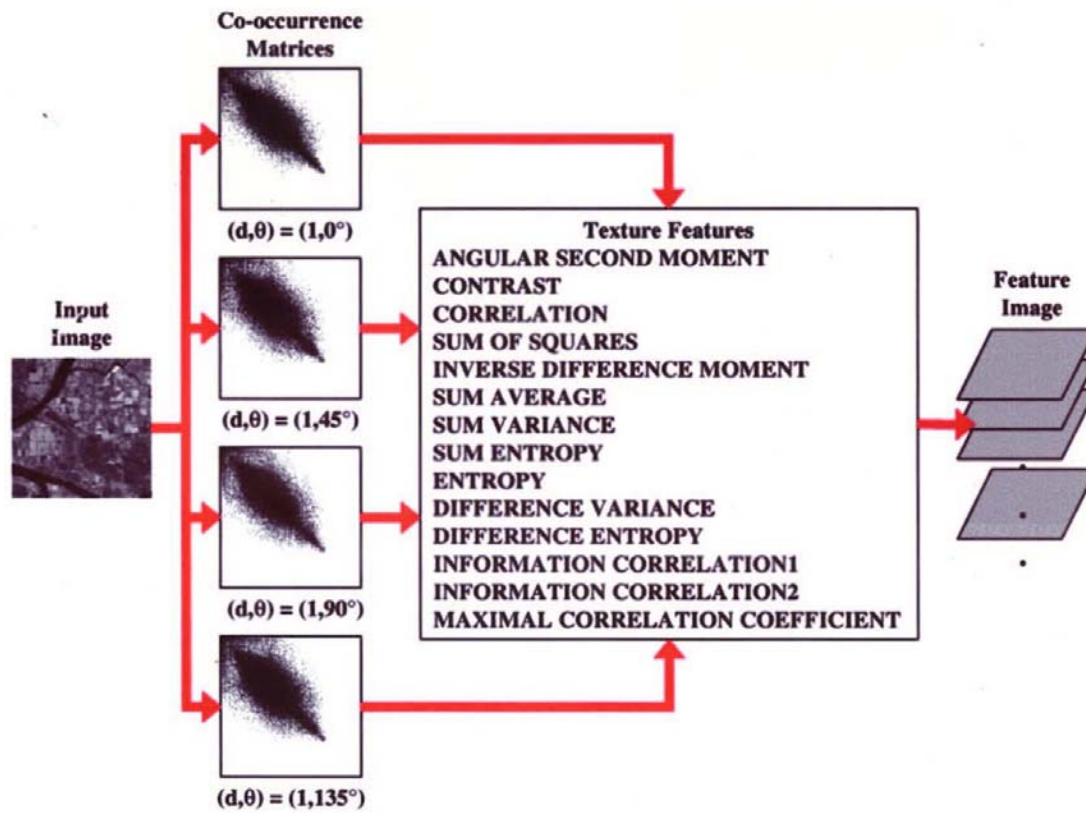 Co-occurrence
Matrices
(d,θ) = (1,0°)
Input
Image
(d,θ) = (1,45°)
(d,θ) = (1,90°)
(d,θ) = (1,135°)
Texture Features
ANGULAR SECOND MOMENT
CONTRAST
CORRELATION
SUM OF SQUARES
INVERSE DIFFERENCE MOMENT
SUM AVERAGE
SUM VARIANCE
SUM ENTROPY
ENTROPY
DIFFERENCE VARIANCE
DIFFERENCE ENTROPY
INFORMATION CORRELATION1
INFORMATION CORRELATION2
MAXIMAL CORRELATION COEFFICIENT
Feature
Image